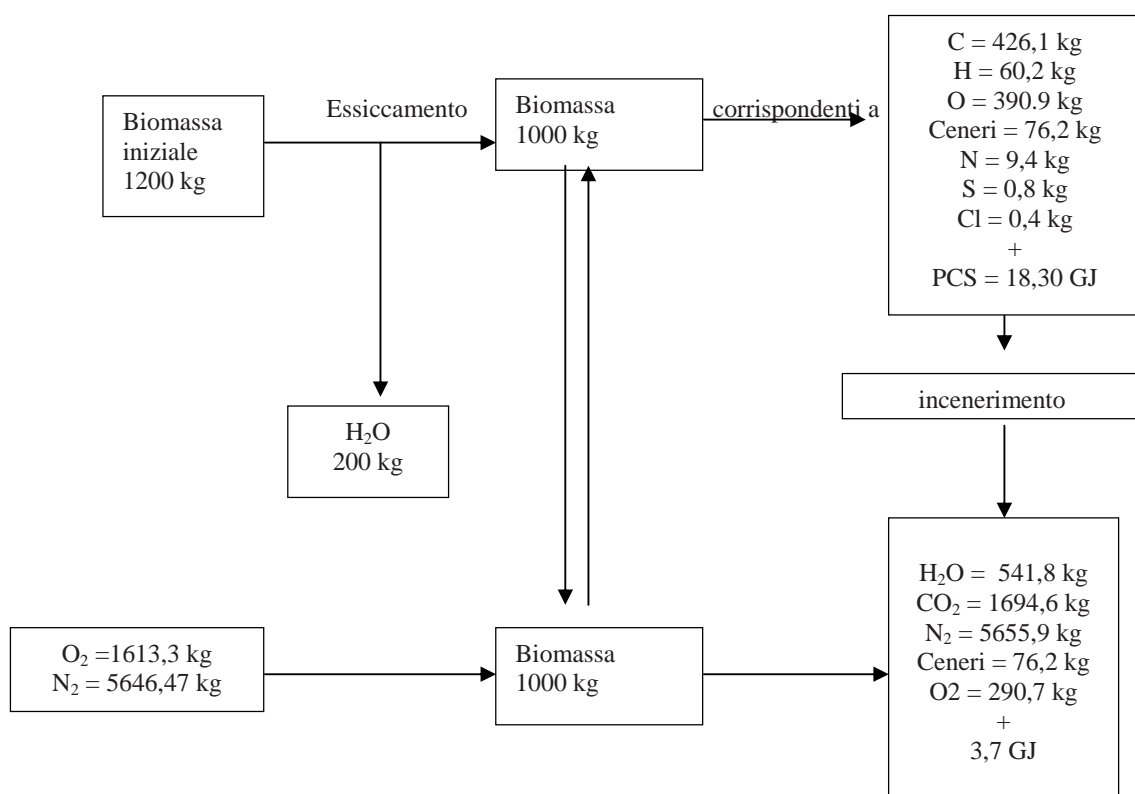 Biomassa
iniziale
1200 kg
Essiccamento
Biomassa
1000 kg
corrispondenti a
C = 426,1 kg
H = 60,2 kg
O = 390.9 kg
Ceneri = 76,2 kg
N = 9,4 kg
S = 0,8 kg
Cl = 0,4 kg
+
PCS = 18,30 GJ
H₂O
200 kg
incenerimento
O₂ =1613,3 kg
N₂ = 5646,47 kg
Biomassa
1000 kg
H₂O =  541,8 kg
CO₂ = 1694,6 kg
N₂ = 5655,9 kg
Ceneri = 76,2 kg
O2 = 290,7 kg
+
3,7 GJ